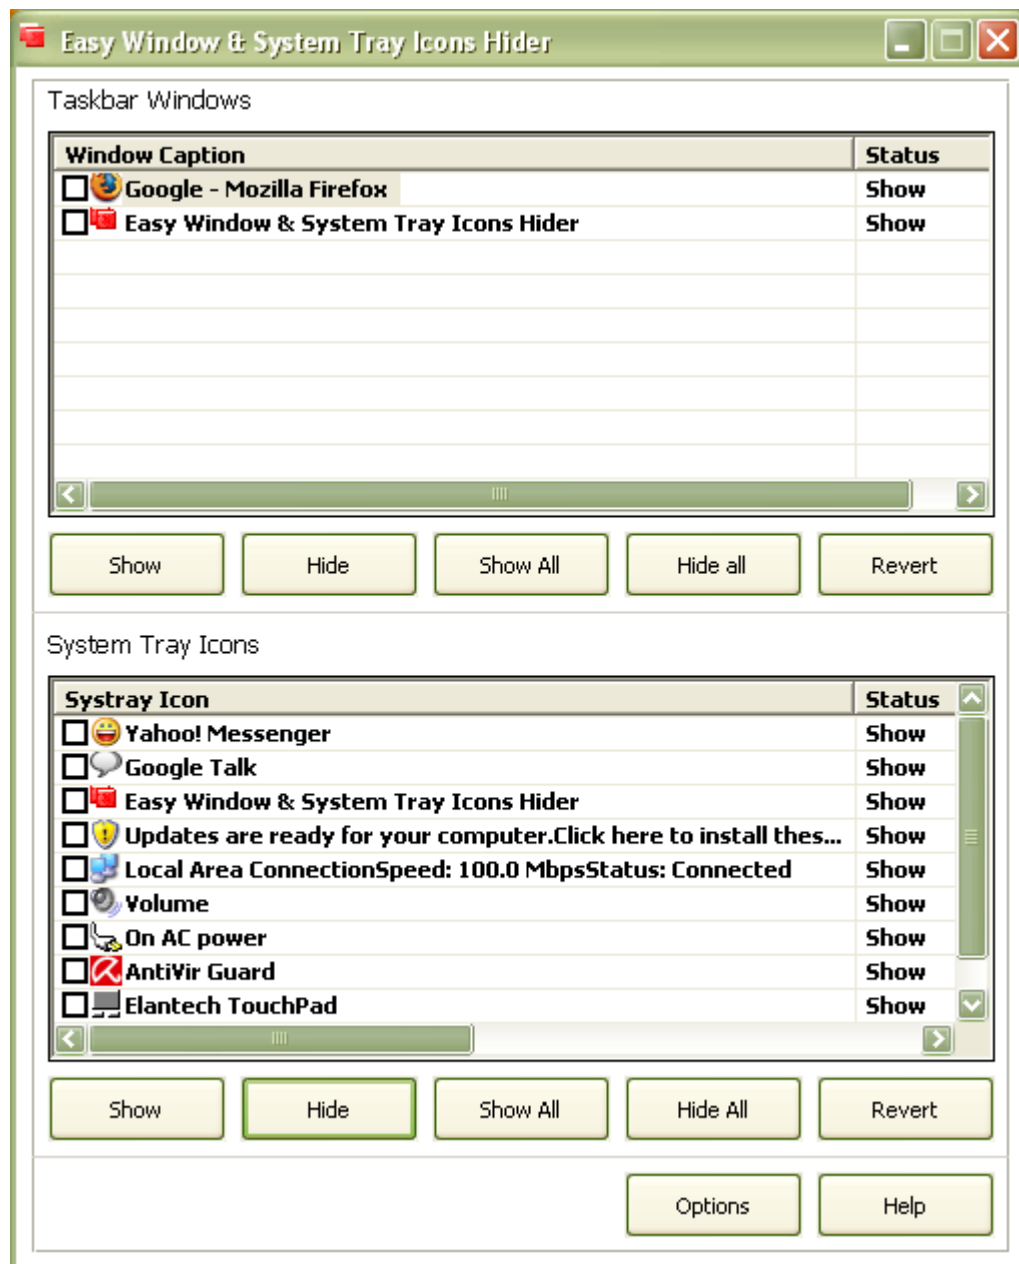 Easy Window & System Tray Icons Hider
Taskbar Windows
Window Caption Status
Google - Mozilla Firefox Show
Easy Window & System Tray Icons Hider Show
Show Hide Show All Hide all Revert
System Tray Icons
Systray Icon Status
Yahoo! Messenger Show
Google Talk Show
Easy Window & System Tray Icons Hider Show
Updates are ready for your computer.Click here to install thes... Show
Local Area ConnectionSpeed: 100.0 MbpsStatus: Connected Show
Volume Show
On AC power Show
AntiVir Guard Show
Elantech TouchPad Show
Show Hide Show All Hide All Revert
Options Help